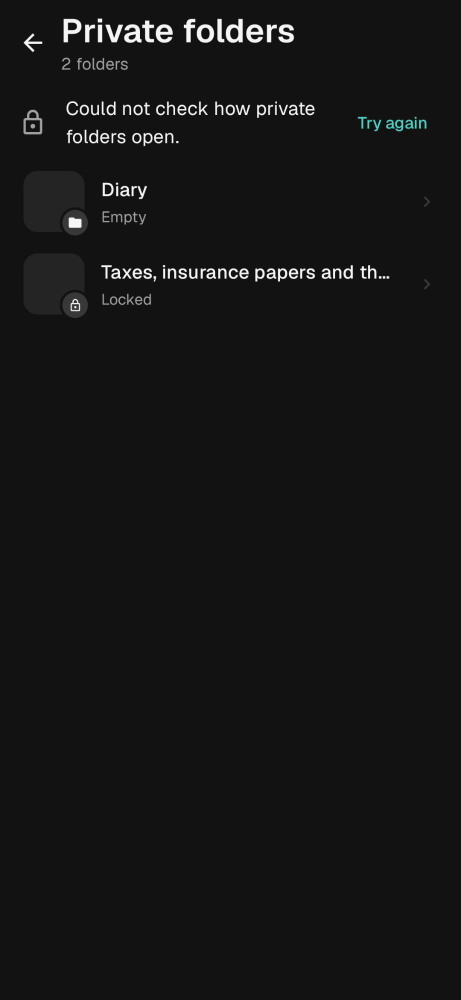 Private folders
2 folders
Could not check how private
folders open.
Try again
Diary
Empty
Taxes, insurance papers and th...
Locked